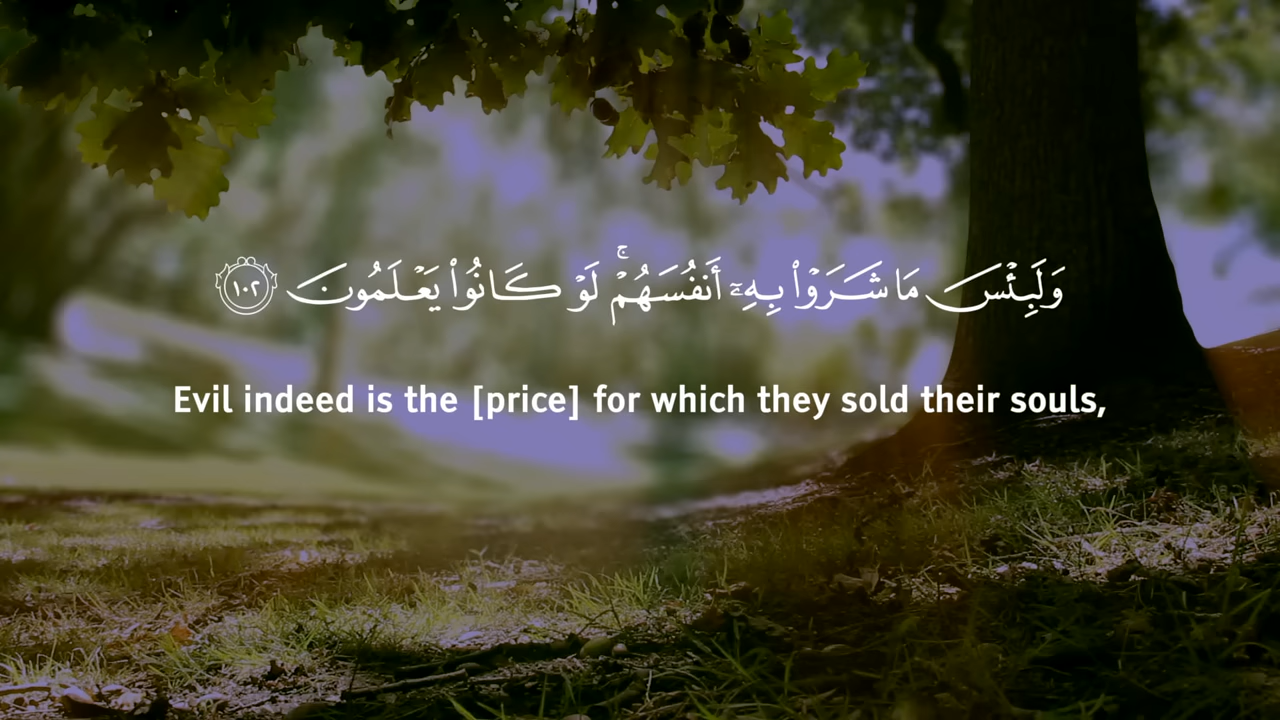 وَلَبِئْسَ مَا شَرَوْا۟ بِهِۦٓ أَنفُسَهُمْ ۚ لَوْ كَانُوا۟ يَعْلَمُونَ ١٠٢
Evil indeed is the [price] for which they sold their souls,